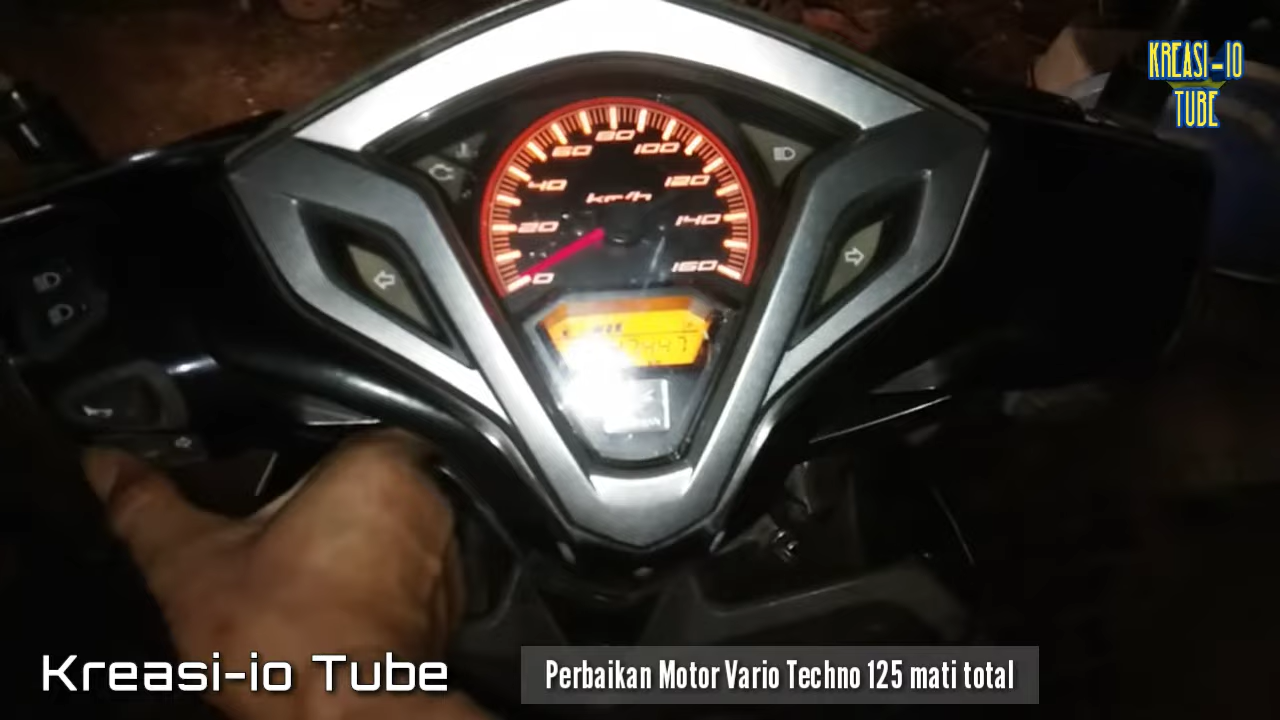 KREASI-IO
TUBE
80
60
100
40
120
km/h
20
140
160
0
Kreasi-io Tube
Perbaikan Motor Vario Techno 125 mati total